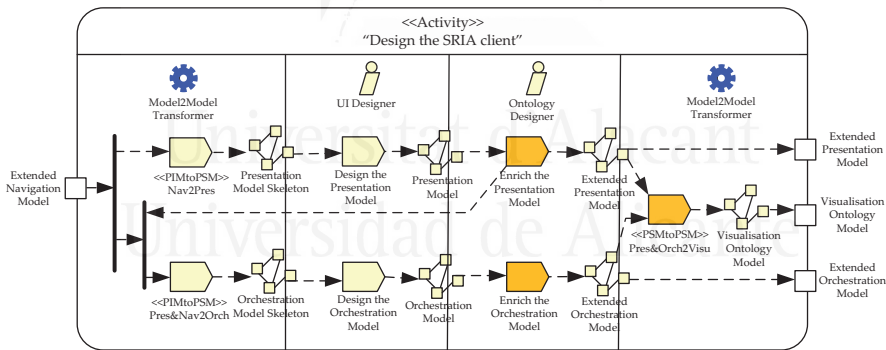 <<Activity>>
“Design the SRIA client”
Model2Model
Transformer
UI Designer
Ontology
Designer
Model2Model
Transformer
Universitat d'Alacant
Universidad de Alicante
Extended
Navigation
Model
<<PIMtoPSM>>
Nav2Pres
Presentation
Model Skeleton
Design the
Presentation Model
Presentation
Model
Enrich the
Presentation Model
Extended
Presentation
Model
Extended
Presentation
Model
<<PSMtoPSM>>
Pres&Orch2Visu
Visualisation
Ontology
Model
Visualisation
Ontology
Model
<<PIMtoPSM>>
Pres&Nav2Orch
Orchestration
Model Skeleton
Design the
Orchestration Model
Orchestration
Model
Enrich the
Orchestration Model
Extended
Orchestration
Model
Extended
Orchestration
Model